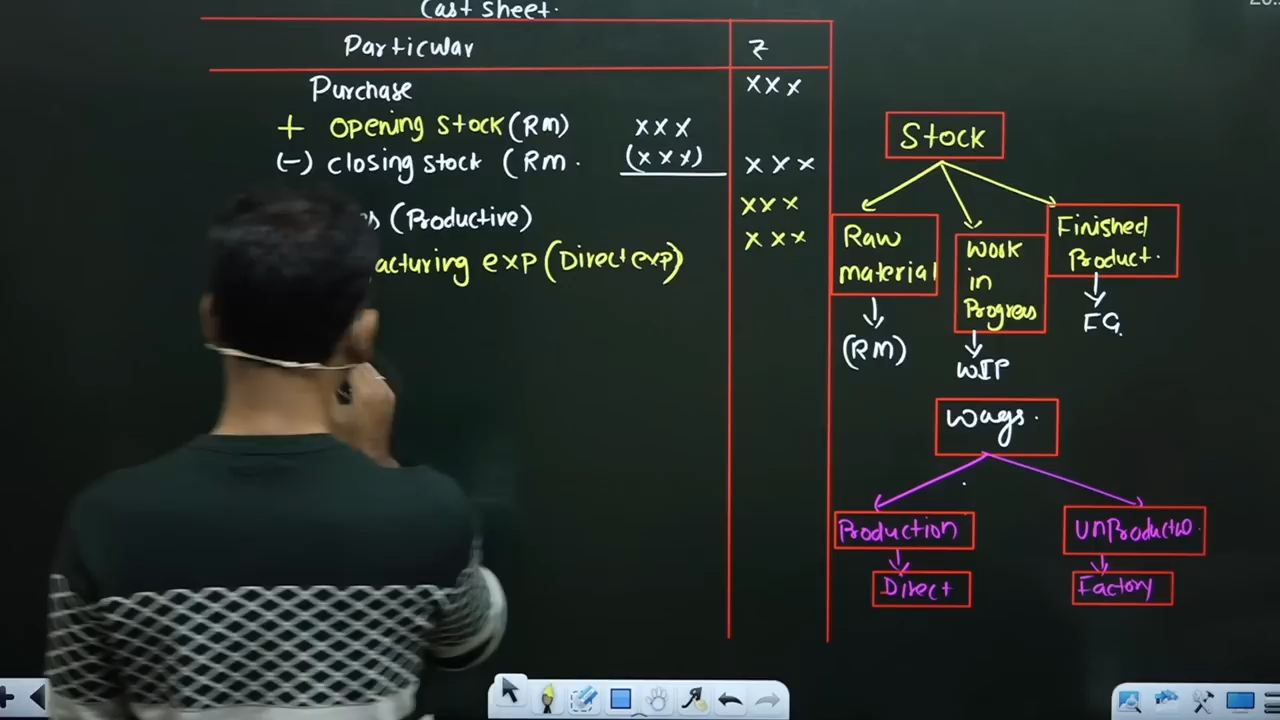 Cost Sheet.
Particular ₹
Purchase xxx
+ opening stock (RM) xxx
(-) closing stock (RM. (xxx) xxx
(Productive) xxx
acturing exp (Direct exp) xxx
Stock
Raw material
Work in Progress
Finished Product.
(RM)
WIP
FG.
Wags.
Production
UnProductive.
Direct
Factory